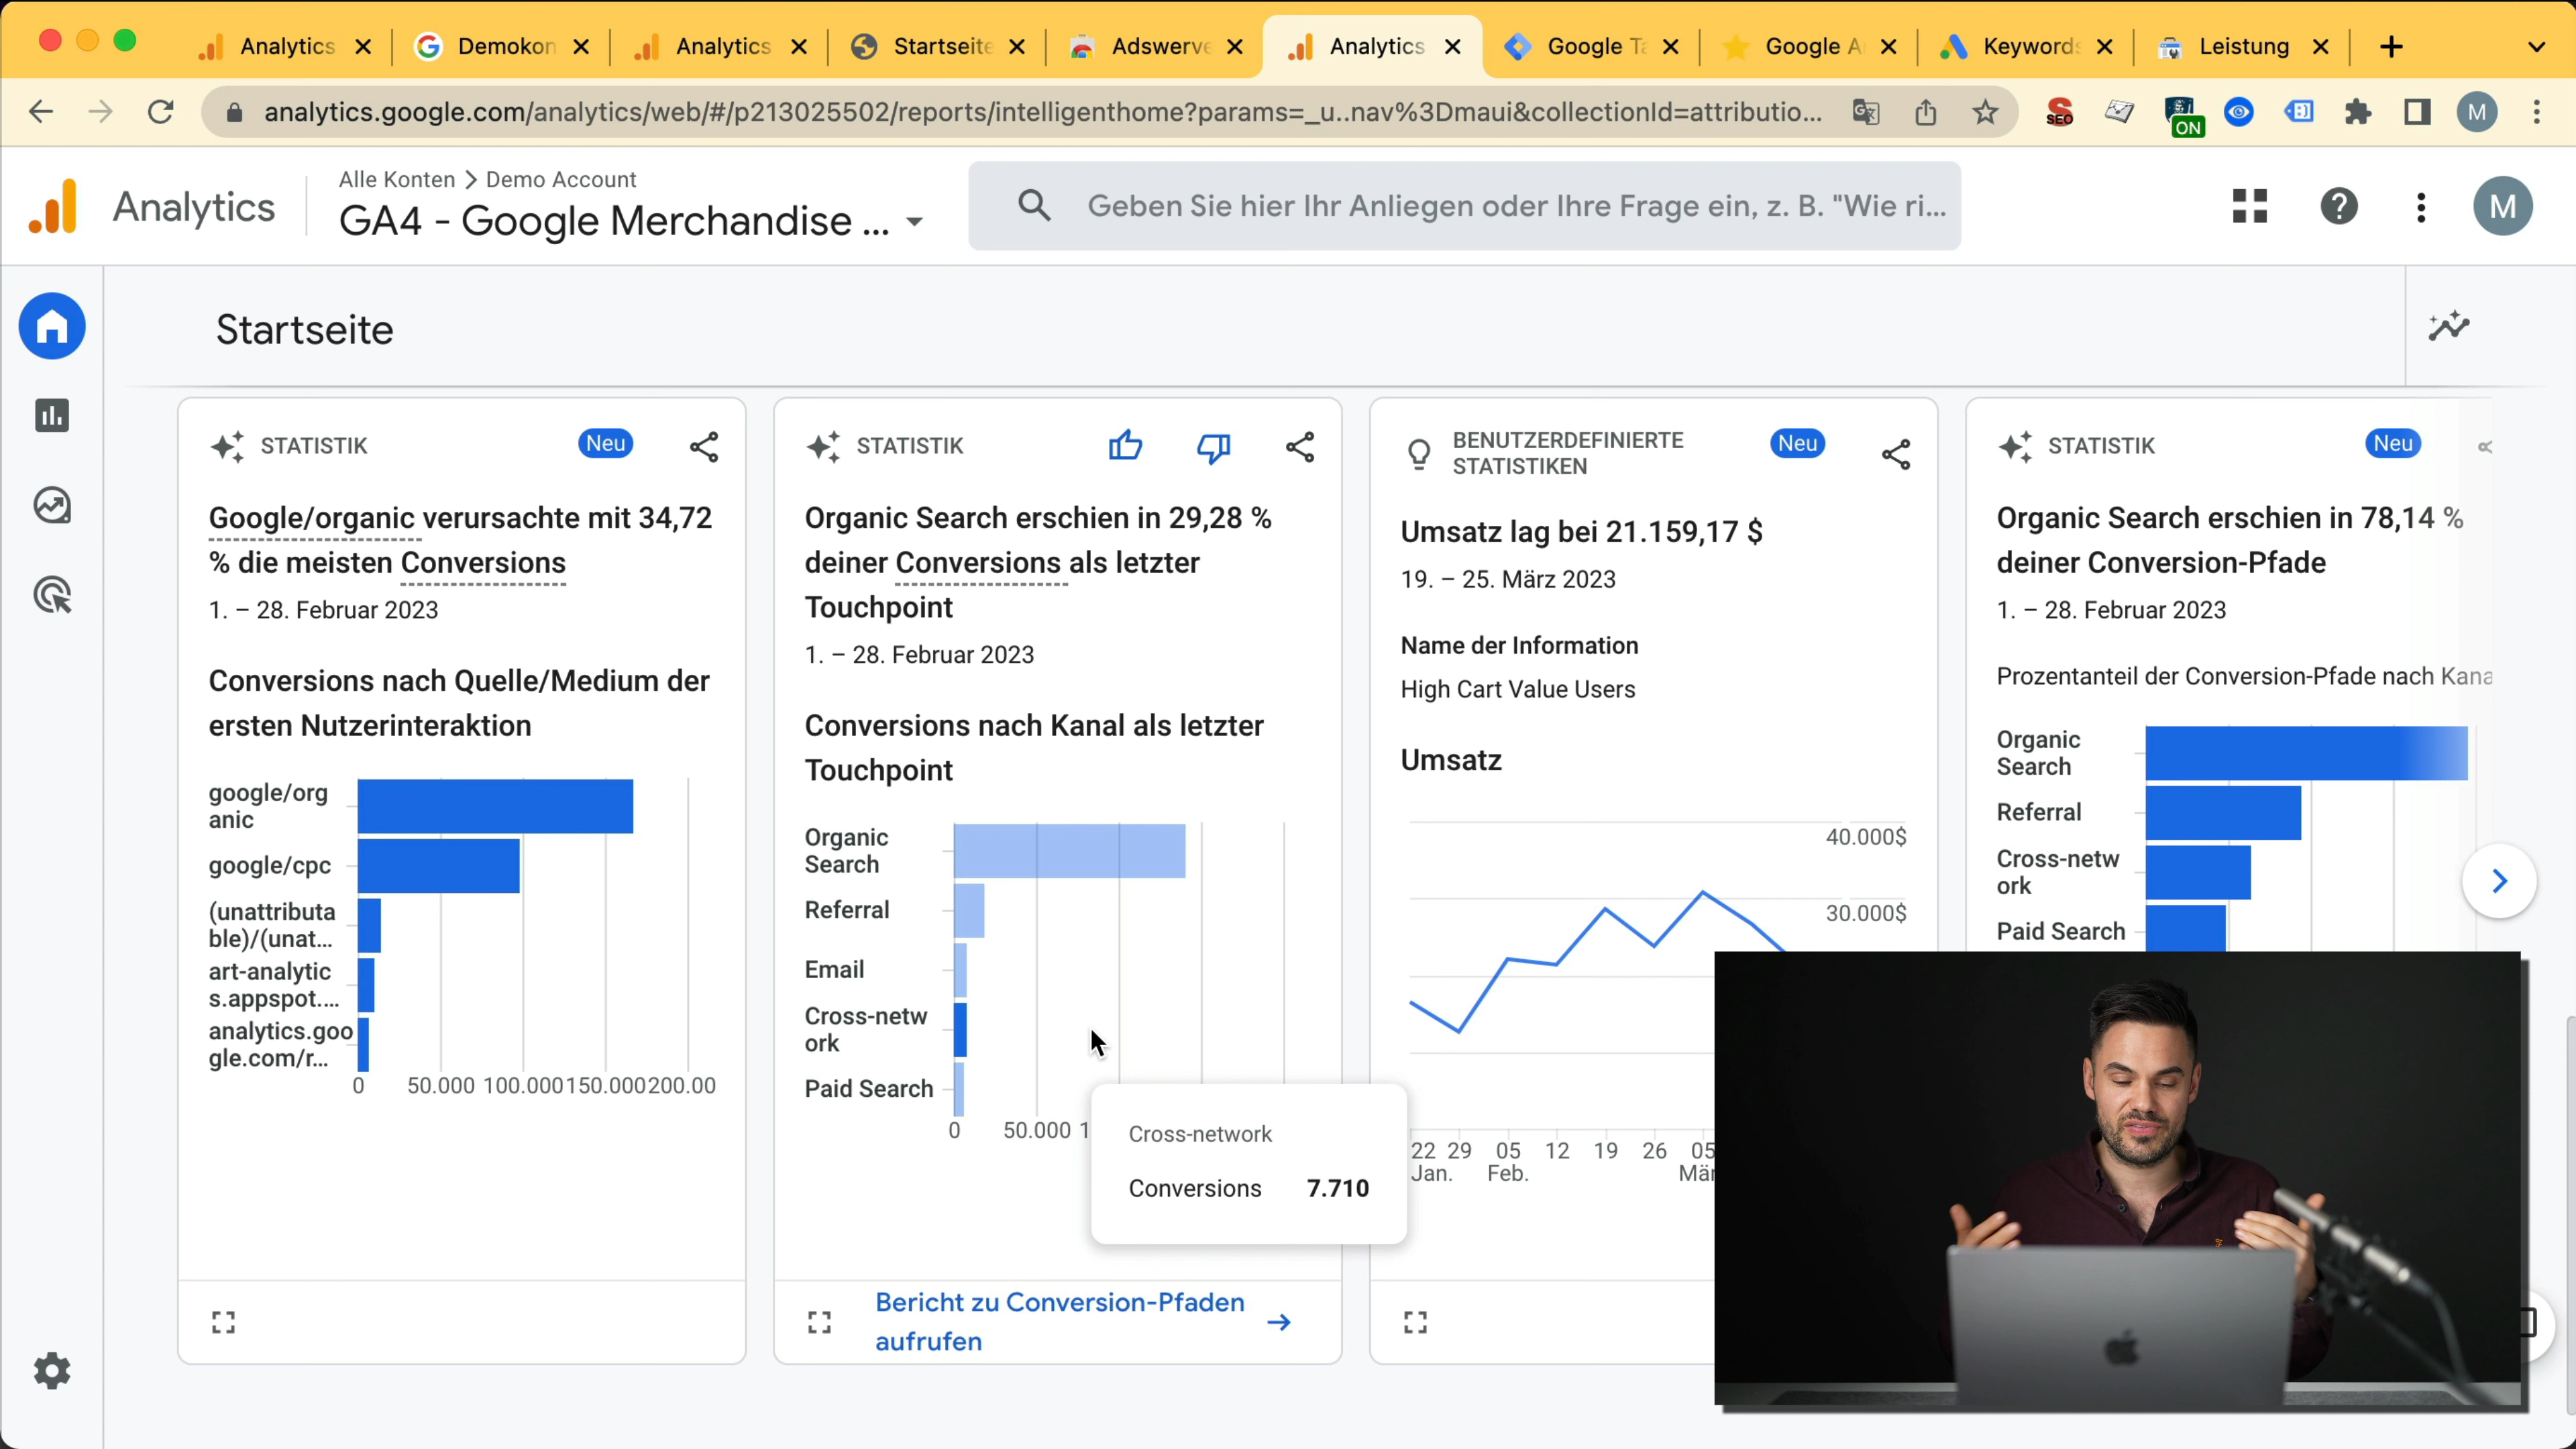 Analytics
Demokon
Analytics
Startseite
Adswerve
Analytics
Google Ta
Google A
Keywords
Leistung
analytics.google.com/analytics/web/#/p213025502/reports/intelligenthome?params=_u..nav%3Dmaui&collectionId=attributio...
SEO
ON
M
Analytics
Alle Konten > Demo Account
GA4 - Google Merchandise ...
Geben Sie hier Ihr Anliegen oder Ihre Frage ein, z. B. "Wie ri...
M
Startseite
STATISTIK
Neu
Google/organic verursachte mit 34,72
% die meisten Conversions
1. – 28. Februar 2023
Conversions nach Quelle/Medium der
ersten Nutzerinteraktion
google/org
anic
google/cpc
(unattributa
ble)/(unat...
art-analytic
s.appspot....
analytics.goo
gle.com/r...
0 50.000 100.000 150.000 200.00
STATISTIK
Organic Search erschien in 29,28 %
deiner Conversions als letzter
Touchpoint
1. – 28. Februar 2023
Conversions nach Kanal als letzter
Touchpoint
Organic
Search
Referral
Email
Cross-netw
ork
Paid Search
0 50.000 1
Cross-network
Conversions 7.710
Bericht zu Conversion-Pfaden
aufrufen
BENUTZERDEFINIERTE
STATISTIKEN
Neu
Umsatz lag bei 21.159,17 $
19. – 25. März 2023
Name der Information
High Cart Value Users
Umsatz
40.000$
30.000$
22 29 05 12 19 26 05
Jan. Feb. Mär
STATISTIK
Neu
Organic Search erschien in 78,14 %
deiner Conversion-Pfade
1. – 28. Februar 2023
Prozentanteil der Conversion-Pfade nach Kana
Organic
Search
Referral
Cross-netw
ork
Paid Search